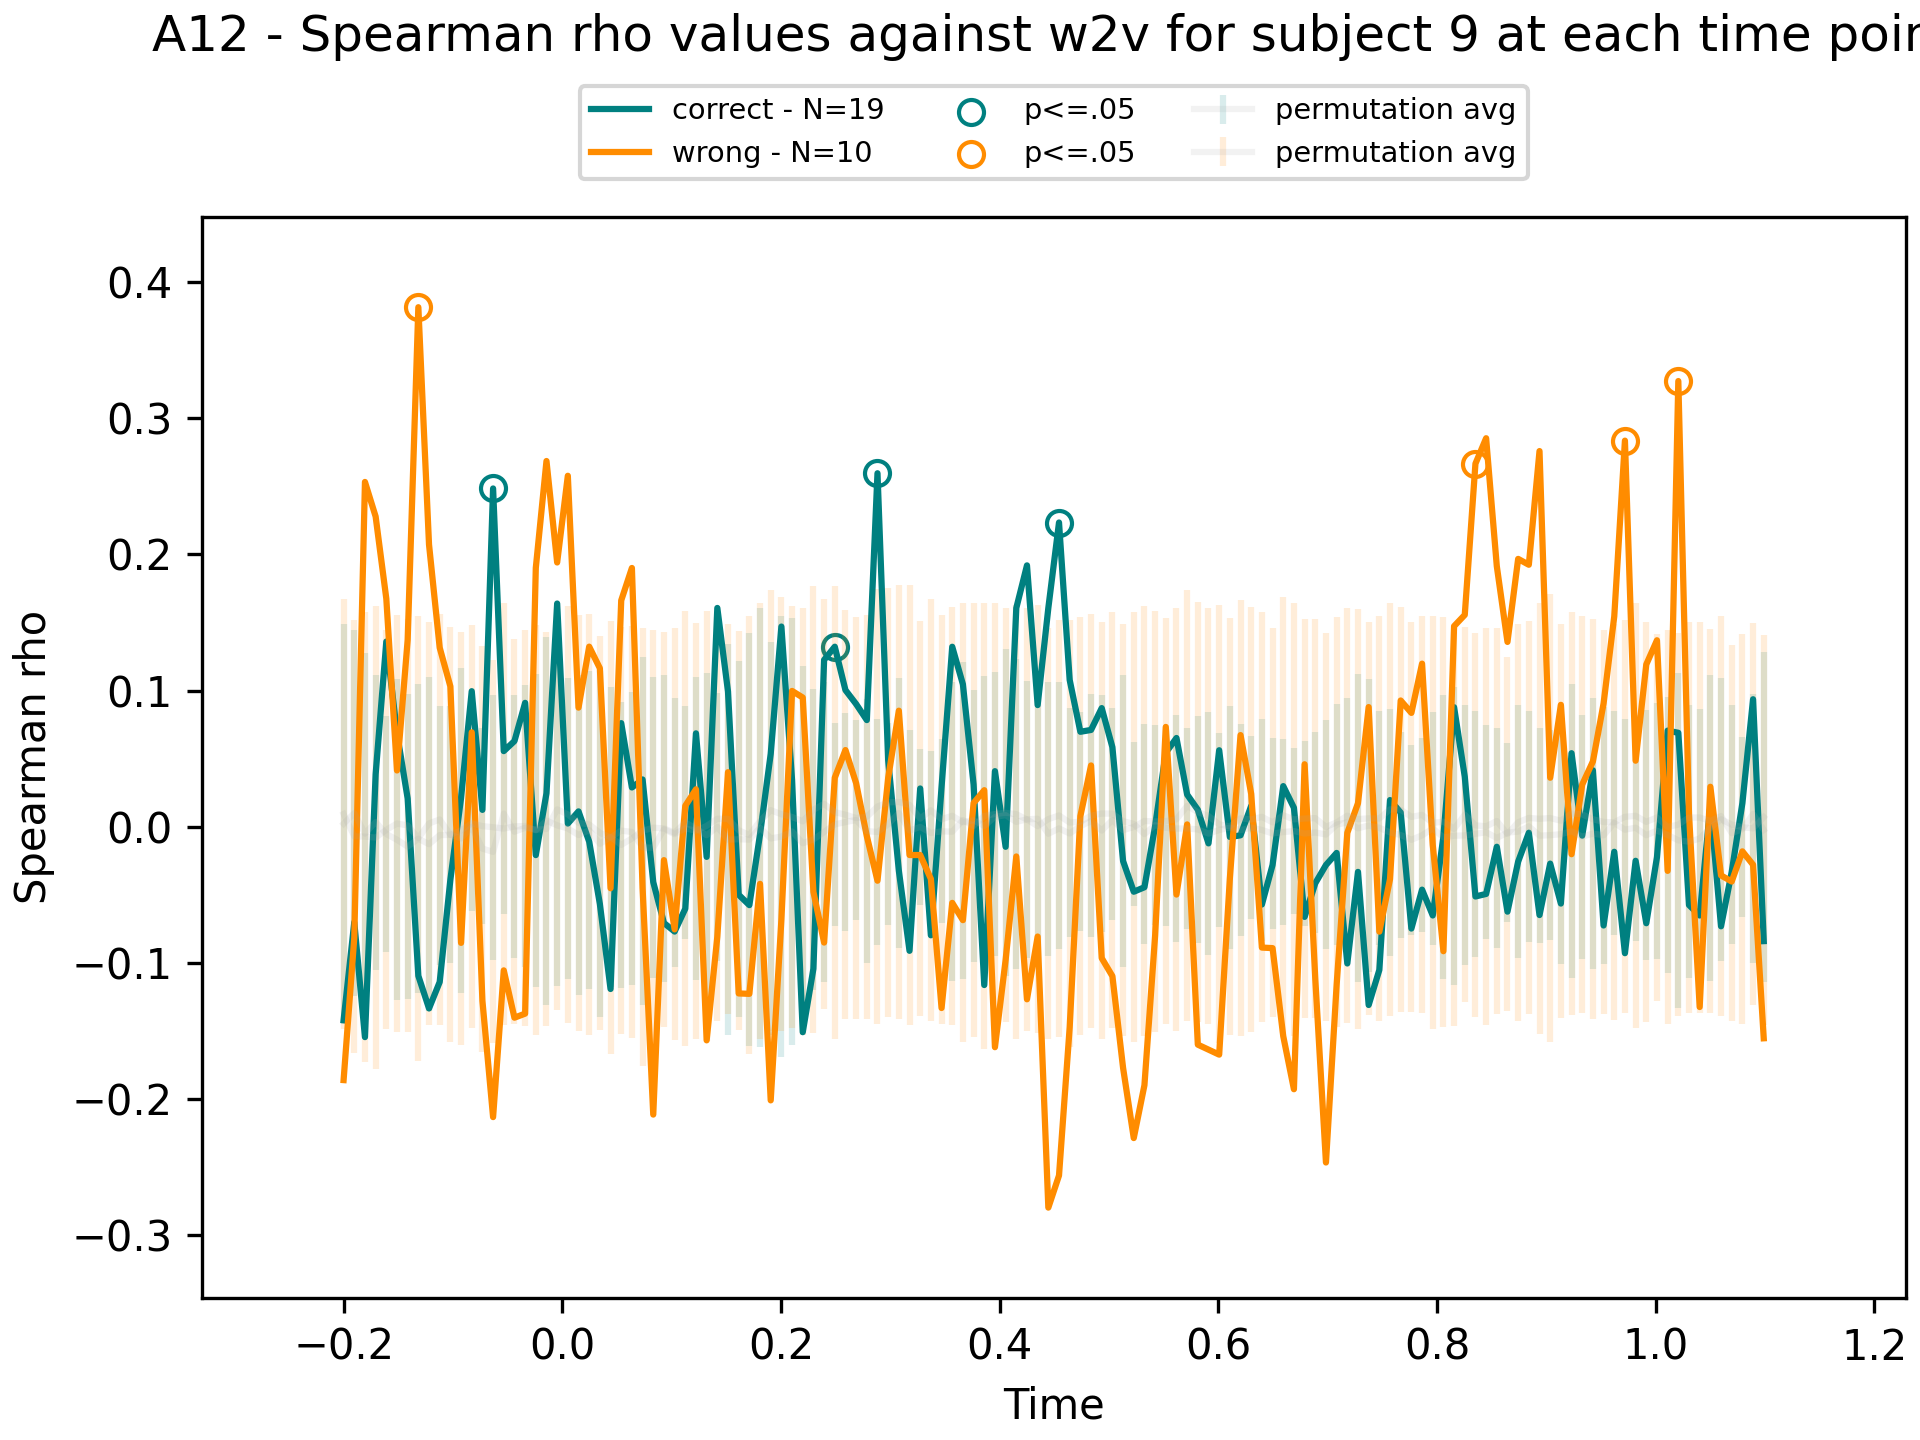 A12 - Spearman rho values against w2v for subject 9 at each time poin
correct - N=19
wrong - N=10
p<=.05
p<=.05
permutation avg
permutation avg
Spearman rho
0.4
0.3
0.2
0.1
0.0
−0.1
−0.2
−0.3
−0.2 0.0 0.2 0.4 0.6 0.8 1.0 1.2
Time